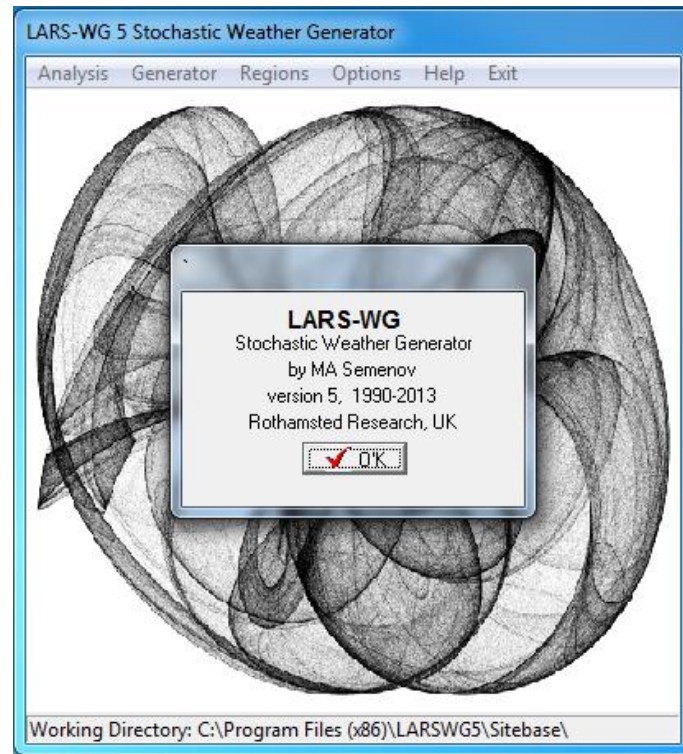 LARS-WG 5 Stochastic Weather Generator
Analysis Generator Regions Options Help Exit
LARS-WG
Stochastic Weather Generator
by MA Semenov
version 5, 1990-2013
Rothamsted Research, UK
O'K
Working Directory: C:\Program Files (x86)\LARSWG5\Sitebase\